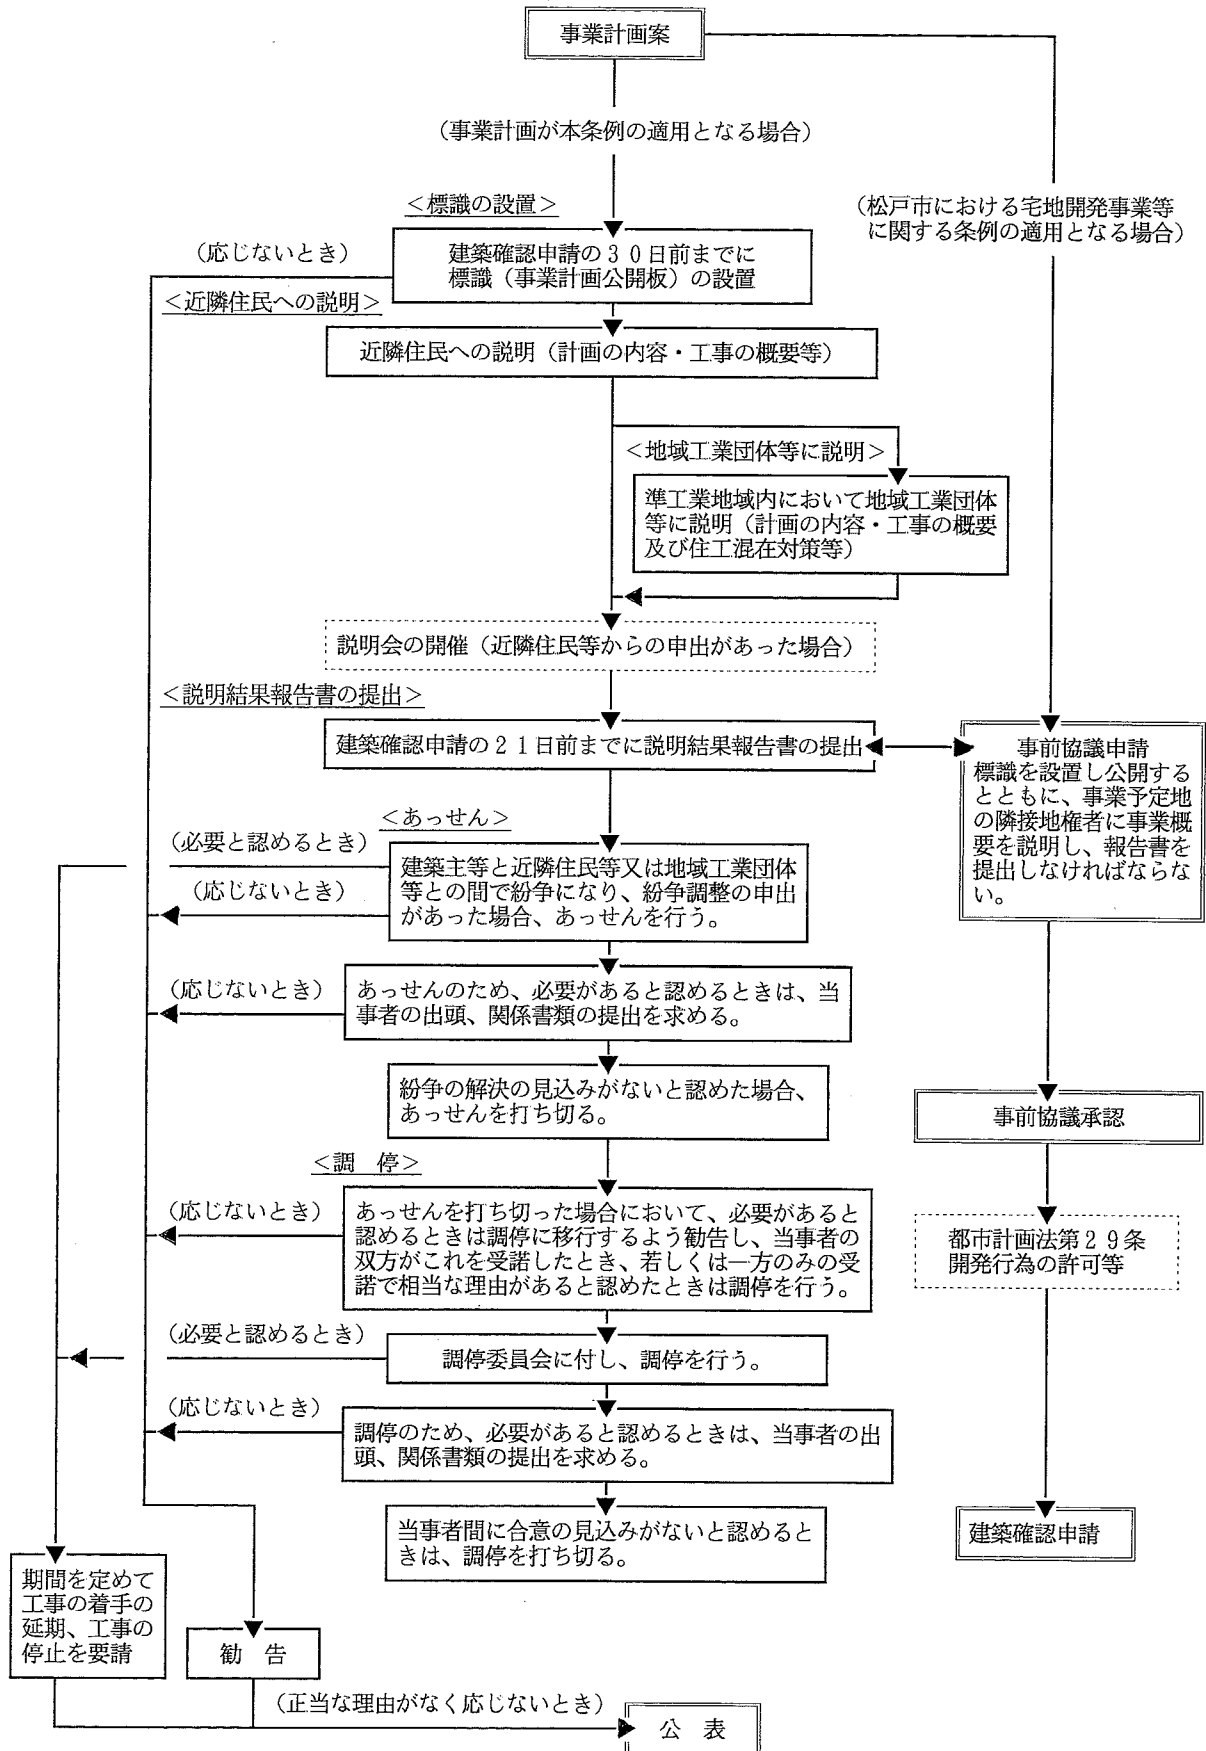 事業計画案
（事業計画が本条例の適用となる場合）
（松戸市における宅地開発事業等
に関する条例の適用となる場合）
＜標識の設置＞
（応じないとき）
建築確認申請の３０日前までに
標識（事業計画公開板）の設置
＜近隣住民への説明＞
近隣住民への説明（計画の内容・工事の概要等）
＜地域工業団体等に説明＞
準工業地域内において地域工業団体
等に説明（計画の内容・工事の概要
及び住工混在対策等）
説明会の開催（近隣住民等からの申出があった場合）
＜説明結果報告書の提出＞
建築確認申請の２１日前までに説明結果報告書の提出
事前協議申請
標識を設置し公開する
とともに、事業予定地
の隣接地権者に事業概
要を説明し、報告書を
提出しなければならな
い。
＜あっせん＞
（必要と認めるとき）
（応じないとき）
建築主等と近隣住民等又は地域工業団体
等との間で紛争になり、紛争調整の申出
があった場合、あっせんを行う。
（応じないとき）
あっせんのため、必要があると認めるときは、当
事者の出頭、関係書類の提出を求める。
紛争の解決の見込みがないと認めた場合、
あっせんを打ち切る。
事前協議承認
＜調　停＞
（応じないとき）
あっせんを打ち切った場合において、必要があると
認めるときは調停に移行するよう勧告し、当事者の
双方がこれを受諾したとき、若しくは一方のみの受
諾で相当な理由があると認めたときは調停を行う。
都市計画法第２９条
開発行為の許可等
（必要と認めるとき）
調停委員会に付し、調停を行う。
（応じないとき）
調停のため、必要があると認めるときは、当事者の出
頭、関係書類の提出を求める。
当事者間に合意の見込みがないと認めると
きは、調停を打ち切る。
建築確認申請
期間を定めて
工事の着手の
延期、工事の
停止を要請
勧　告
（正当な理由がなく応じないとき）
公　表